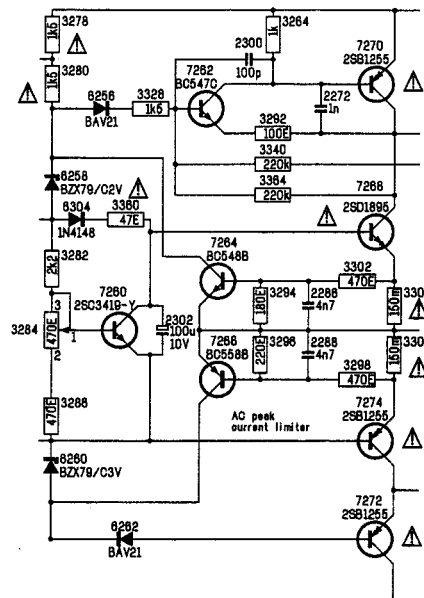 3278
1k5
3280
1k5
6256
BAV21
3328
1k5
2300
100p
7262
BC547C
3264
1k
7270
2SB1255
2272
1n
3292
100E
3340
220k
3364
220k
6258
BZX79/C2V
6304
1N4148
3360
47E
7268
2SD1895
3282
2k2
7260
2SC3419-Y
7264
BC548B
3302
470E
3294
180E
2286
4n7
330
160m
3284
3
470E
1
2
2302
100u
10V
7266
BC558B
3296
220E
2288
4n7
3298
470E
330
160m
3288
470E
AC peak
current limiter
7274
2SB1255
6260
BZX79/C3V
6262
BAV21
7272
2SB1255